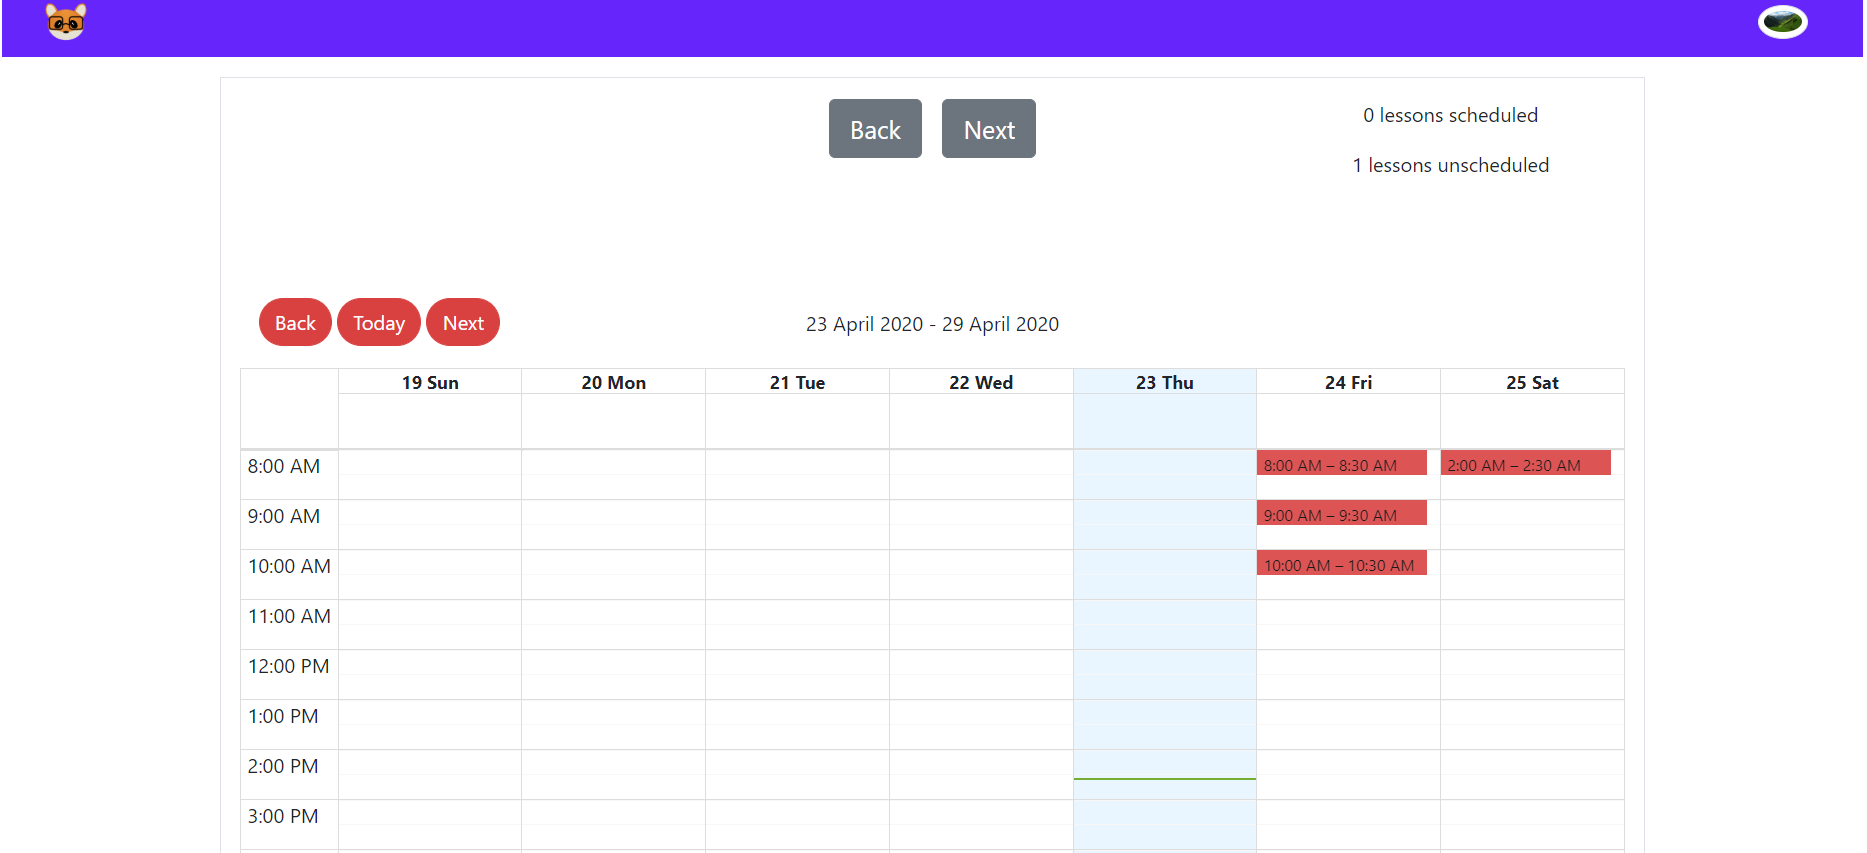 Back Next
0 lessons scheduled
1 lessons unscheduled
Back Today Next
23 April 2020 - 29 April 2020
19 Sun 20 Mon 21 Tue 22 Wed 23 Thu 24 Fri 25 Sat
8:00 AM 8:00 AM – 8:30 AM 2:00 AM – 2:30 AM
9:00 AM 9:00 AM – 9:30 AM
10:00 AM 10:00 AM – 10:30 AM
11:00 AM
12:00 PM
1:00 PM
2:00 PM
3:00 PM